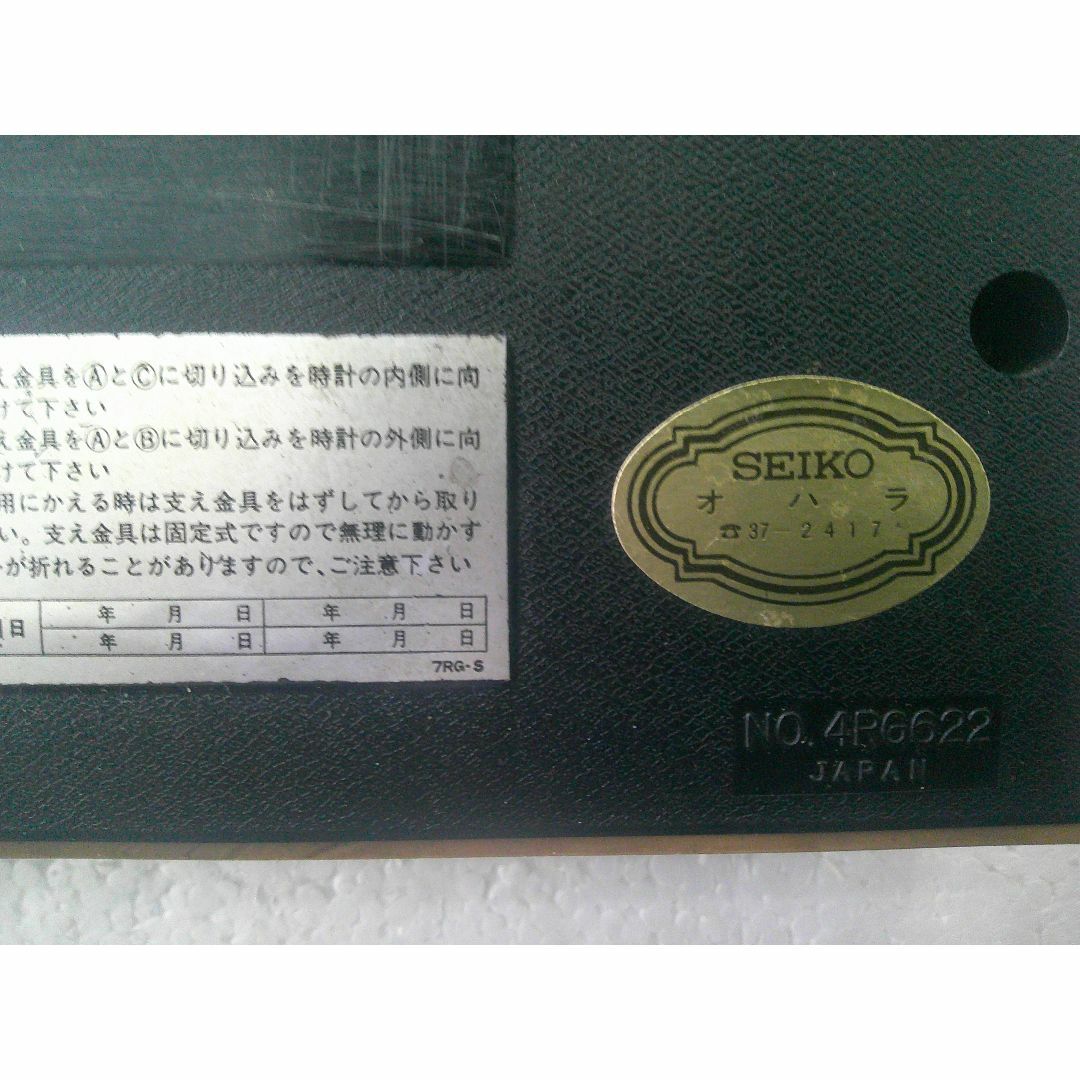 え金具をⒶとⒸに切り込みを時計の内側に向
けて下さい
え金具をⒶとⒷに切り込みを時計の外側に向
けて下さい
用にかえる時は支え金具をはずしてから取り
い。支え金具は固定式ですので無理に動かす
が折れることがありますので、ご注意下さい
日 年 月 日 年 月 日
年 月 日 年 月 日
7RG-S
SEIKO
オハラ
☎37-2417
NO. 4RG622
JAPAN